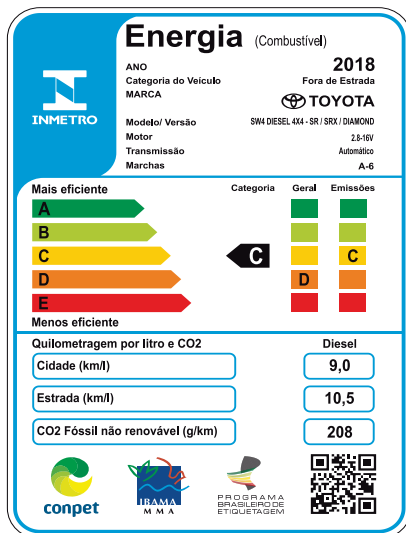 Energia (Combustível)
ANO 2018
Categoria do Veículo Fora de Estrada
MARCA TOYOTA
INMETRO
Modelo/ Versão SW4 DIESEL 4X4 - SR / SRX / DIAMOND
Motor 2.8-16V
Transmissão Automático
Marchas A-6
Mais eficiente Categoria Geral Emissões
A
B
C C C
D D
E
Menos eficiente
Quilometragem por litro e CO2 Diesel
Cidade (km/l) 9,0
Estrada (km/l) 10,5
CO2 Fóssil não renovável (g/km) 208
conpet
IBAMA
MMA
PROGRAMA
BRASILEIRO DE
ETIQUETAGEM